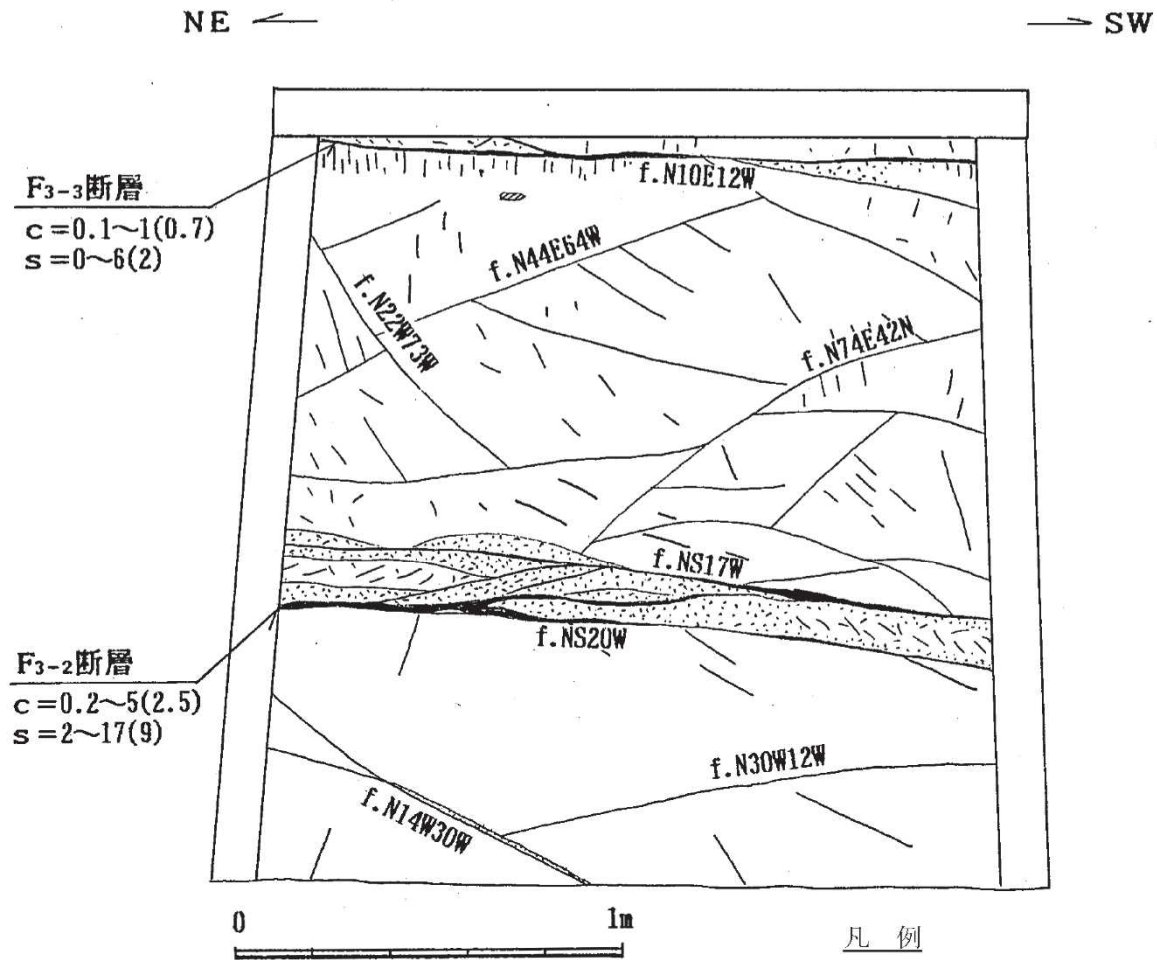 NE
SW
F3-3断層
c=0.1～1(0.7)
s=0～6(2)
f.N10E12W
f.N44E64W
f.N22W73W
f.N74E42N
f.NS17W
f.NS20W
F3-2断層
c=0.2～5(2.5)
s=2～17(9)
f.N30W12W
f.N14W30W
0
1m
凡 例